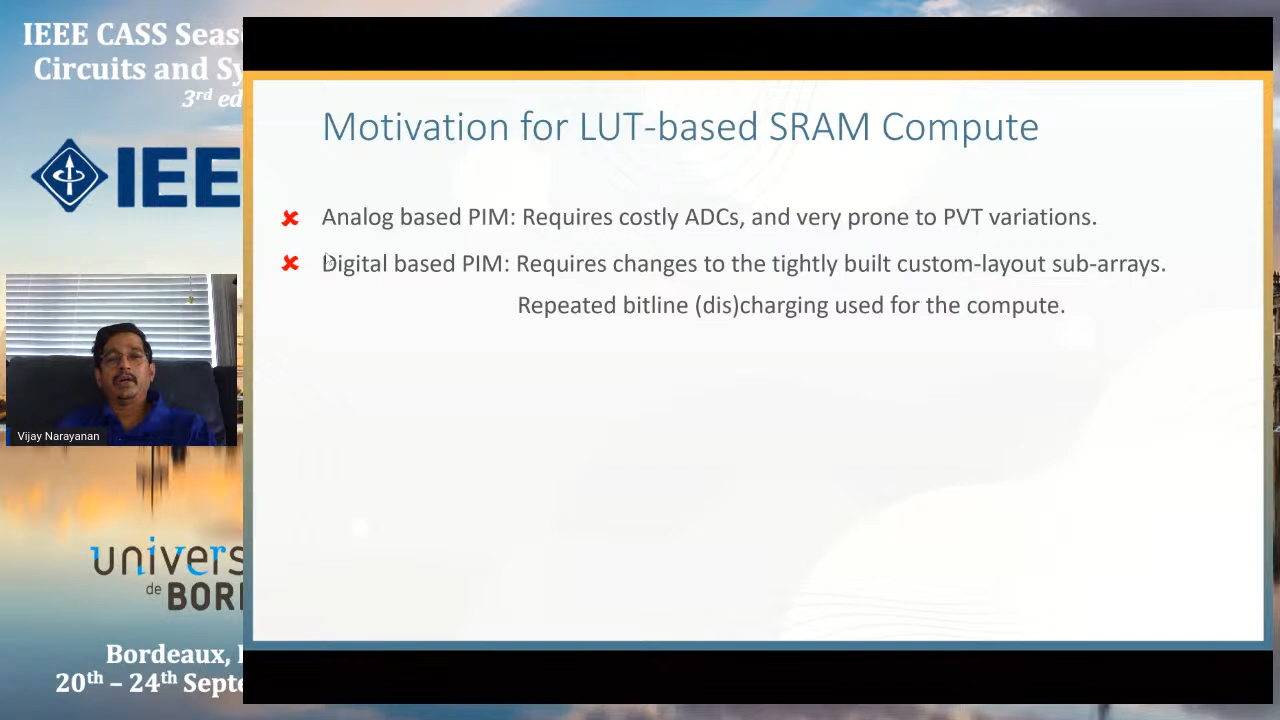 IEEE CASS Seas
Circuits and Sy
3rd ed
IEE
Motivation for LUT-based SRAM Compute
✘ Analog based PIM: Requires costly ADCs, and very prone to PVT variations.
✘ Digital based PIM: Requires changes to the tightly built custom-layout sub-arrays.
Repeated bitline (dis)charging used for the compute.
Vijay Narayanan
univers
de BOR
Bordeaux,
20th – 24th Septe